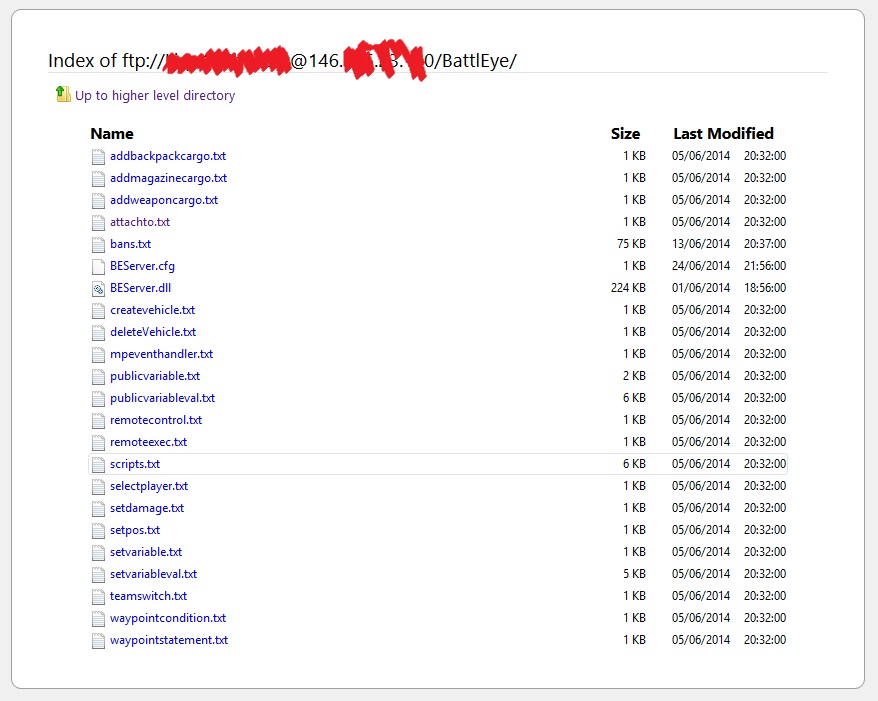 Index of ftp:// @146. 0/BattlEye/
Up to higher level directory
Name Size Last Modified
addbackpackcargo.txt 1 KB 05/06/2014 20:32:00
addmagazinecargo.txt 1 KB 05/06/2014 20:32:00
addweaponcargo.txt 1 KB 05/06/2014 20:32:00
attachto.txt 1 KB 05/06/2014 20:32:00
bans.txt 75 KB 13/06/2014 20:37:00
BEServer.cfg 1 KB 24/06/2014 21:56:00
BEServer.dll 224 KB 01/06/2014 18:56:00
createvehicle.txt 1 KB 05/06/2014 20:32:00
deleteVehicle.txt 1 KB 05/06/2014 20:32:00
mpeventhandler.txt 1 KB 05/06/2014 20:32:00
publicvariable.txt 2 KB 05/06/2014 20:32:00
publicvariableval.txt 6 KB 05/06/2014 20:32:00
remotecontrol.txt 1 KB 05/06/2014 20:32:00
remoteexec.txt 1 KB 05/06/2014 20:32:00
scripts.txt 6 KB 05/06/2014 20:32:00
selectplayer.txt 1 KB 05/06/2014 20:32:00
setdamage.txt 1 KB 05/06/2014 20:32:00
setpos.txt 1 KB 05/06/2014 20:32:00
setvariable.txt 1 KB 05/06/2014 20:32:00
setvariableval.txt 5 KB 05/06/2014 20:32:00
teamswitch.txt 1 KB 05/06/2014 20:32:00
waypointcondition.txt 1 KB 05/06/2014 20:32:00
waypointstatement.txt 1 KB 05/06/2014 20:32:00